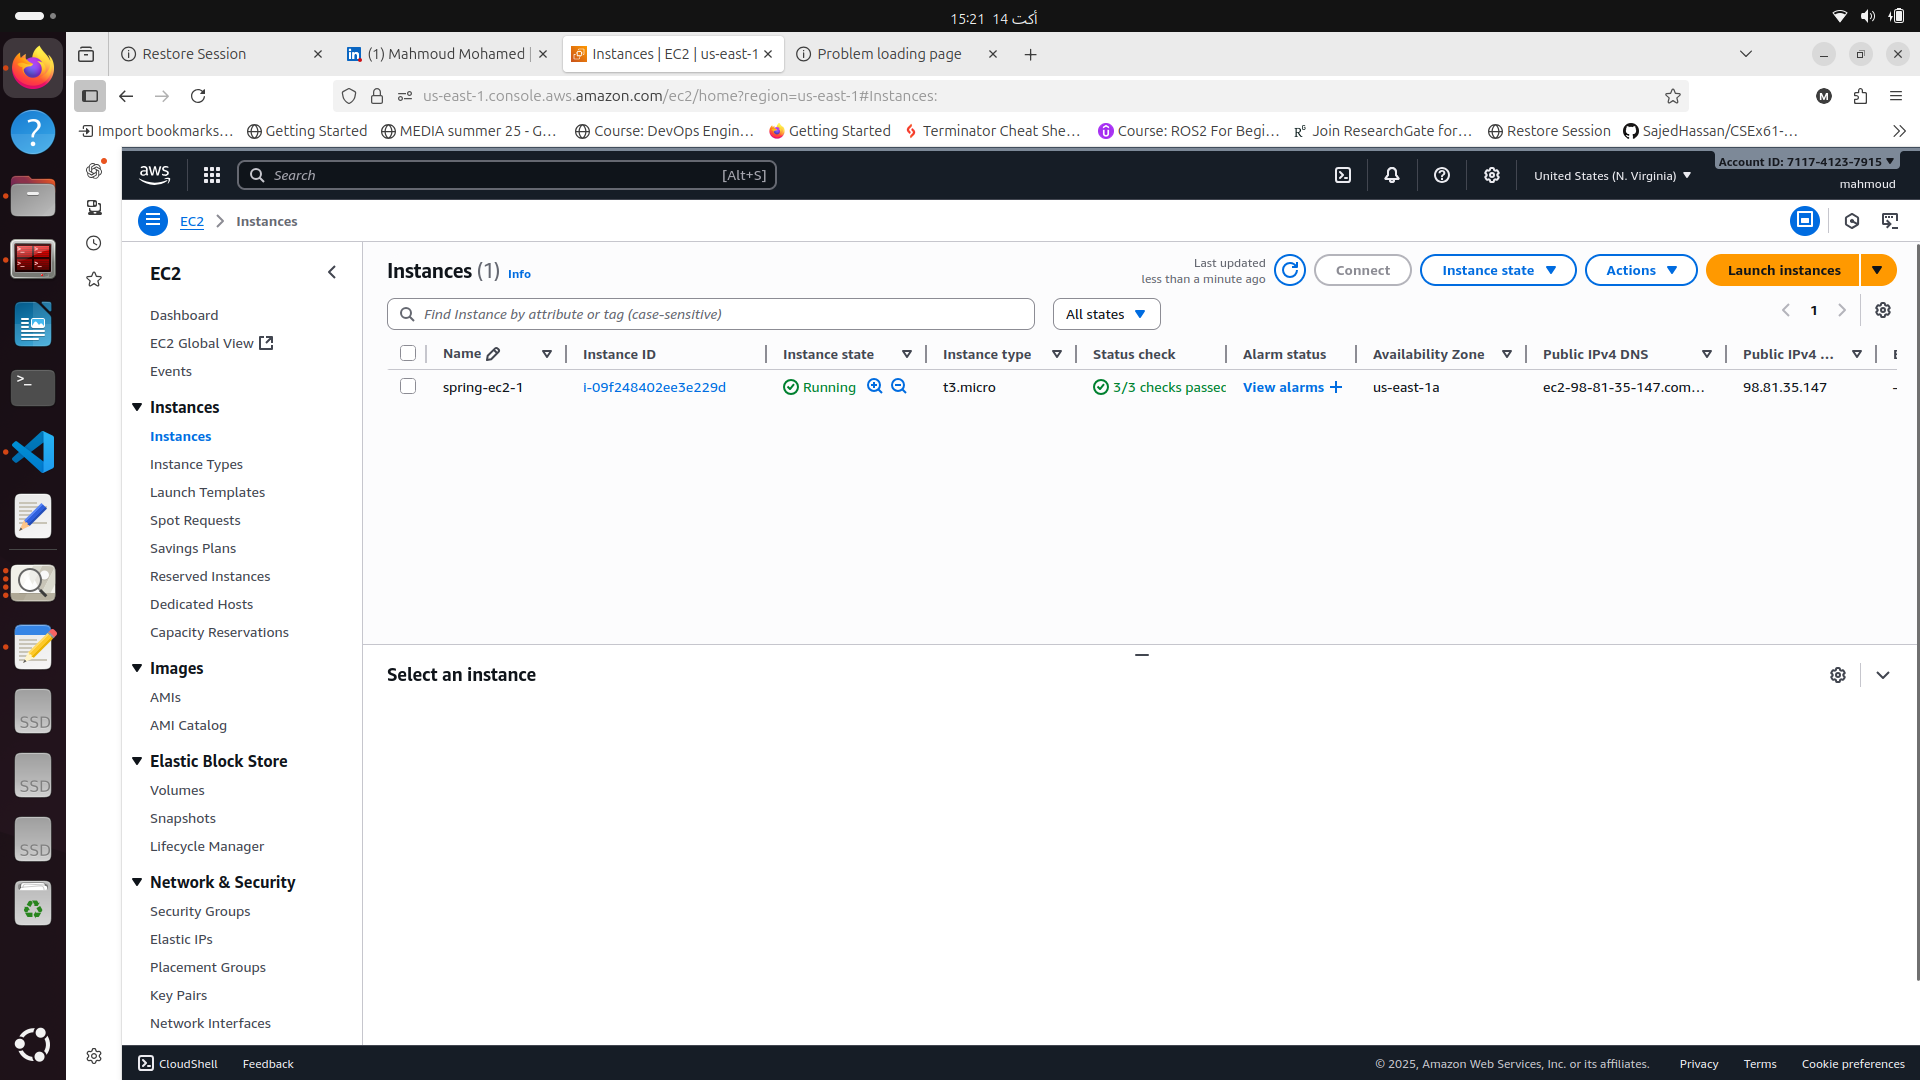 15:21 14 أكت
Restore Session
(1) Mahmoud Mohamed |
Instances | EC2 | us-east-1
Problem loading page
us-east-1.console.aws.amazon.com/ec2/home?region=us-east-1#Instances:
M
Import bookmarks…
Getting Started
MEDIA summer 25 - G…
Course: DevOps Engin…
Getting Started
Terminator Cheat She…
Course: ROS2 For Begi…
Join ResearchGate for…
Restore Session
SajedHassan/CSEx61-…
aws
Search
[Alt+S]
United States (N. Virginia)
Account ID: 7117-4123-7915
mahmoud
EC2
Instances
EC2
Dashboard
EC2 Global View
Events
Instances
Instances
Instance Types
Launch Templates
Spot Requests
Savings Plans
Reserved Instances
Dedicated Hosts
Capacity Reservations
Images
AMIs
AMI Catalog
Elastic Block Store
Volumes
Snapshots
Lifecycle Manager
Network & Security
Security Groups
Elastic IPs
Placement Groups
Key Pairs
Network Interfaces
Instances (1) Info
Last updated
less than a minute ago
Connect
Instance state
Actions
Launch instances
Find Instance by attribute or tag (case-sensitive)
All states
1
Name
Instance ID
Instance state
Instance type
Status check
Alarm status
Availability Zone
Public IPv4 DNS
Public IPv4 ...
E
spring-ec2-1
i-09f248402ee3e229d
Running
t3.micro
3/3 checks passec
View alarms
us-east-1a
ec2-98-81-35-147.com…
98.81.35.147
-
Select an instance
SSD
SSD
SSD
CloudShell
Feedback
© 2025, Amazon Web Services, Inc. or its affiliates.
Privacy
Terms
Cookie preferences